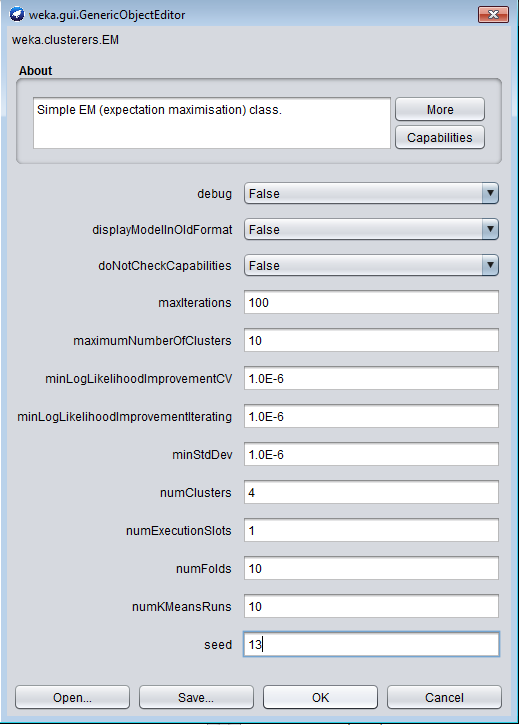 weka.gui.GenericObjectEditor
weka.clusterers.EM
About
Simple EM (expectation maximisation) class.
More
Capabilities
debug False
displayModelInOldFormat False
doNotCheckCapabilities False
maxIterations 100
maximumNumberOfClusters 10
minLogLikelihoodImprovementCV 1.0E-6
minLogLikelihoodImprovementIterating 1.0E-6
minStdDev 1.0E-6
numClusters 4
numExecutionSlots 1
numFolds 10
numKMeansRuns 10
seed 13
Open... Save... OK Cancel